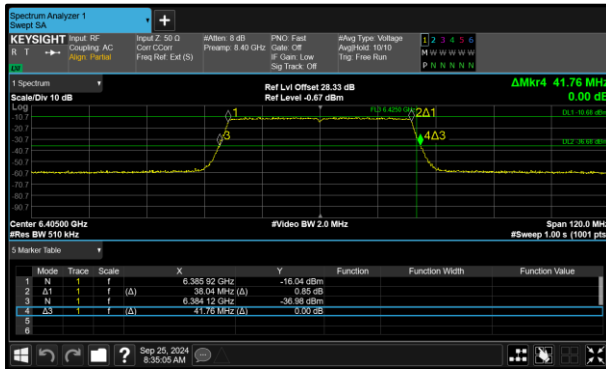 Spectrum Analyzer 1
Swept SA
+
KEYSIGHT Input: RF Input Z: 50 Ω #Atten: 8 dB PNO: Fast #Avg Type: Voltage 1 2 3 4 5 6
R T Coupling: AC Corr CCorr Preamp: 8.40 GHz Gate: Off Avg|Hold: 10/10 M W W W W W
Align: Partial Freq Ref: Ext (S) IF Gain: Low Trig: Free Run
Sig Track: Off P N N N N N
1 Spectrum
Ref Lvl Offset 28.33 dB ΔMkr4 41.76 MHz
Scale/Div 10 dB Ref Level -0.67 dBm 0.00 dB
Log
-10.7
-20.7
-30.7
-40.7
-50.7
-60.7
-70.7
-80.7
-90.7
1
2Δ1
3
4Δ3
Center 6.40500 GHz #Video BW 2.0 MHz Span 120.0 MHz
#Res BW 510 kHz #Sweep 1.00 s (1001 pts
5 Marker Table
Mode Trace Scale X Y Function Function Width Function Value
1 N 1 f 6.385 92 GHz -16.04 dBm
2 Δ1 1 f (Δ) 38.04 MHz (Δ) 0.85 dB
3 N 1 f 6.384 12 GHz -36.98 dBm
4 Δ3 1 f (Δ) 41.76 MHz (Δ) 0.00 dB
5
6
?
Sep 25, 2024
8:35:05 AM